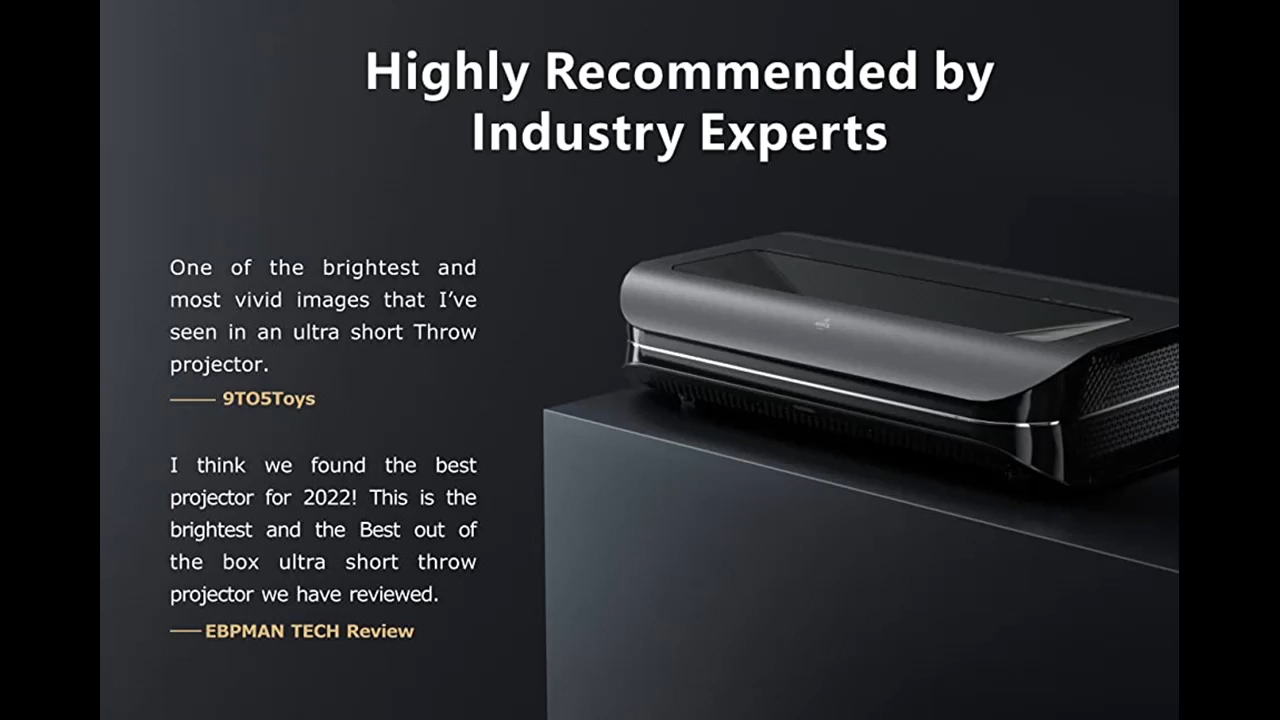 Highly Recommended by
Industry Experts
One of the brightest and
most vivid images that I’ve
seen in an ultra short Throw
projector.
9TO5Toys
I think we found the best
projector for 2022! This is the
brightest and the Best out of
the box ultra short throw
projector we have reviewed.
EBPMAN TECH Review